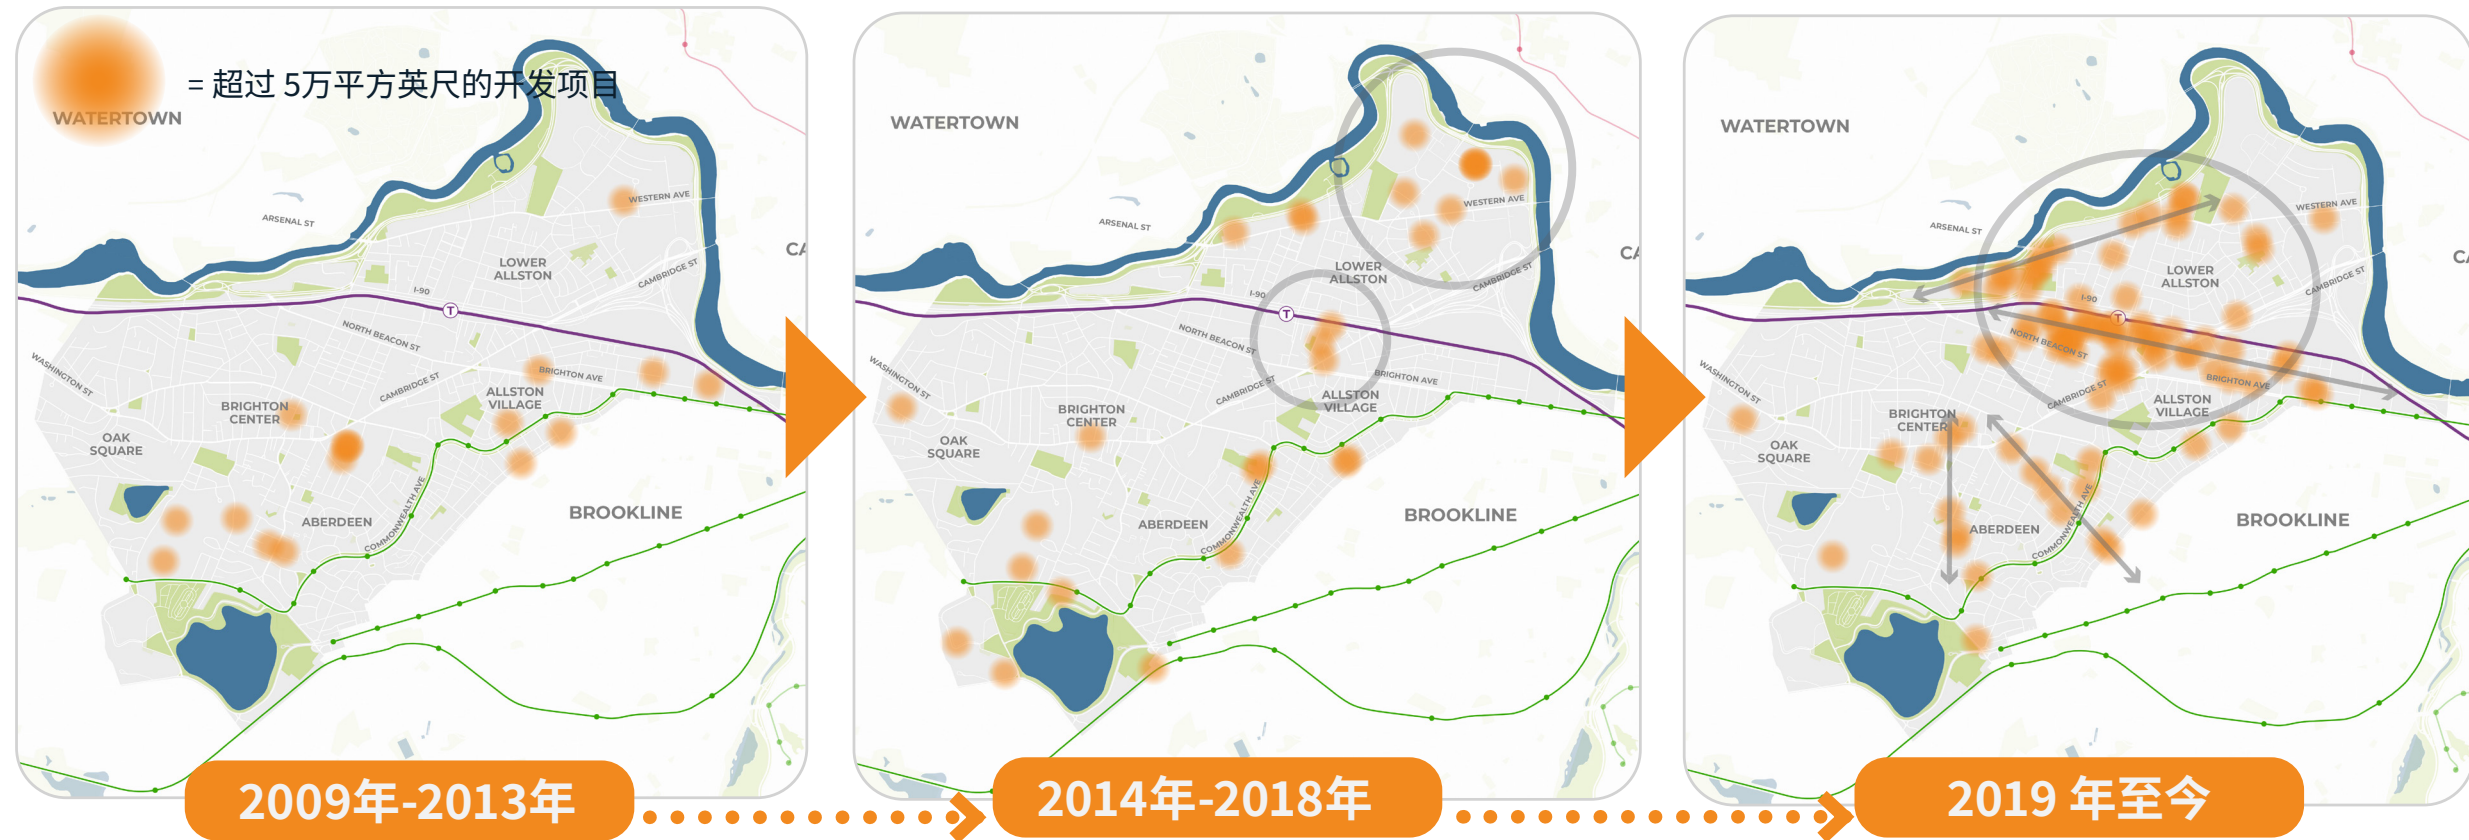 = 超过 5万平方英尺的开发项目
WATERTOWN
ARSENAL ST
WESTERN AVE
LOWER
ALLSTON
CAMBRIDGE ST
CA
I-90
T
NORTH BEACON ST
WASHINGTON ST
CAMBRIDGE ST
BRIGHTON AVE
ALLSTON
VILLAGE
BRIGHTON
CENTER
OAK
SQUARE
COMMONWEALTH AVE
ABERDEEN
BROOKLINE
2009年-2013年
WATERTOWN
ARSENAL ST
WESTERN AVE
LOWER
ALLSTON
CAMBRIDGE ST
CA
I-90
T
NORTH BEACON ST
WASHINGTON ST
CAMBRIDGE ST
BRIGHTON AVE
ALLSTON
VILLAGE
BRIGHTON
CENTER
OAK
SQUARE
COMMONWEALTH AVE
ABERDEEN
BROOKLINE
2014年-2018年
WATERTOWN
ARSENAL ST
WESTERN AVE
LOWER
ALLSTON
CAMBRIDGE ST
CA
I-90
T
NORTH BEACON ST
WASHINGTON ST
CAMBRIDGE ST
BRIGHTON AVE
ALLSTON
VILLAGE
BRIGHTON
CENTER
OAK
SQUARE
COMMONWEALTH AVE
ABERDEEN
BROOKLINE
2019 年至今